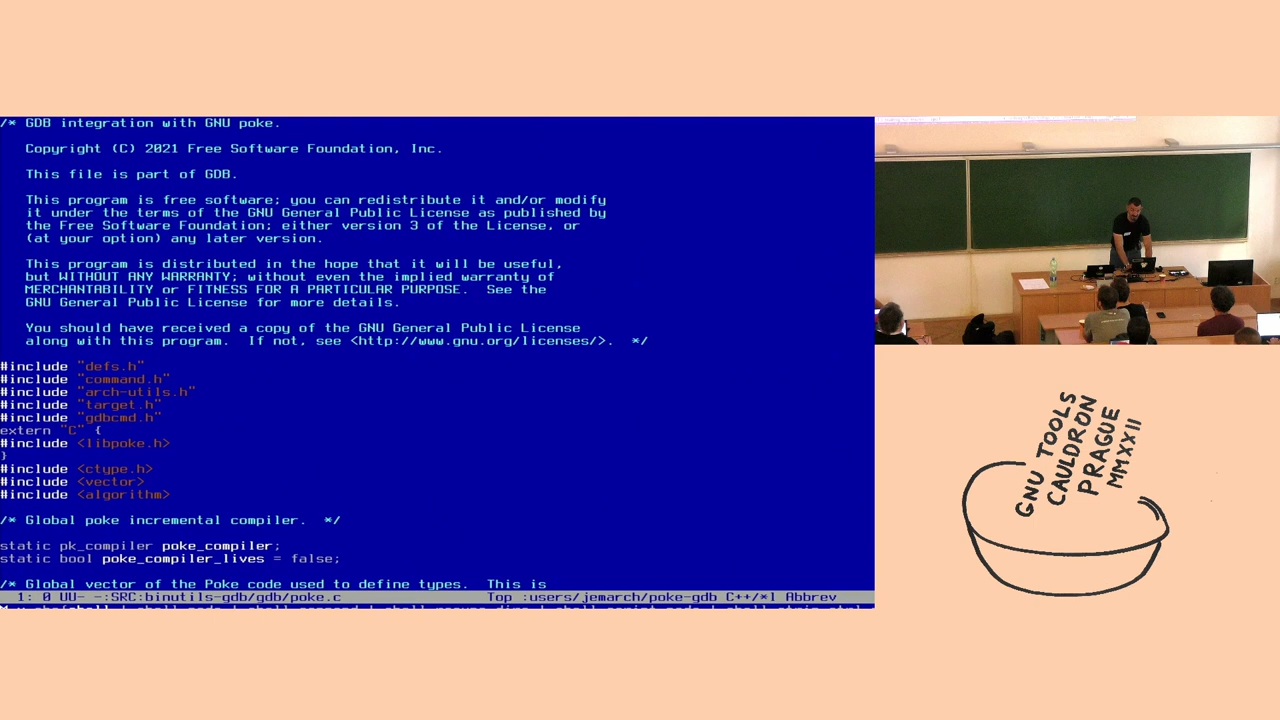 /* GDB integration with GNU poke.
Copyright (C) 2021 Free Software Foundation, Inc.
This file is part of GDB.
This program is free software; you can redistribute it and/or modify
it under the terms of the GNU General Public License as published by
the Free Software Foundation; either version 3 of the License, or
(at your option) any later version.
This program is distributed in the hope that it will be useful,
but WITHOUT ANY WARRANTY; without even the implied warranty of
MERCHANTABILITY or FITNESS FOR A PARTICULAR PURPOSE.  See the
GNU General Public License for more details.
You should have received a copy of the GNU General Public License
along with this program.  If not, see <http://www.gnu.org/licenses/>.  */
#include "defs.h"
#include "command.h"
#include "arch-utils.h"
#include "target.h"
#include "gdbcmd.h"
extern "C" {
#include <libpoke.h>
}
#include <ctype.h>
#include <vector>
#include <algorithm>
/* Global poke incremental compiler.  */
static pk_compiler poke_compiler;
static bool poke_compiler_lives = false;
/* Global vector of the Poke code used to define types.  This is
1: 0 UU- -:SRC:binutils-gdb/gdb/poke.c Top :users/jemarch/poke-gdb C++/*l Abbrev
GNU TOOLS
CAULDRON
PRAGUE
MMXXII